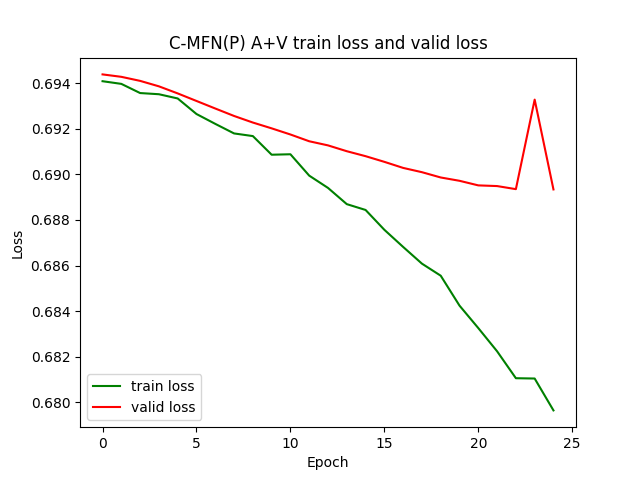 C-MFN(P) A+V train loss and valid loss
Loss
0.694
0.692
0.690
0.688
0.686
0.684
0.682
0.680
train loss
valid loss
0 5 10 15 20 25
Epoch